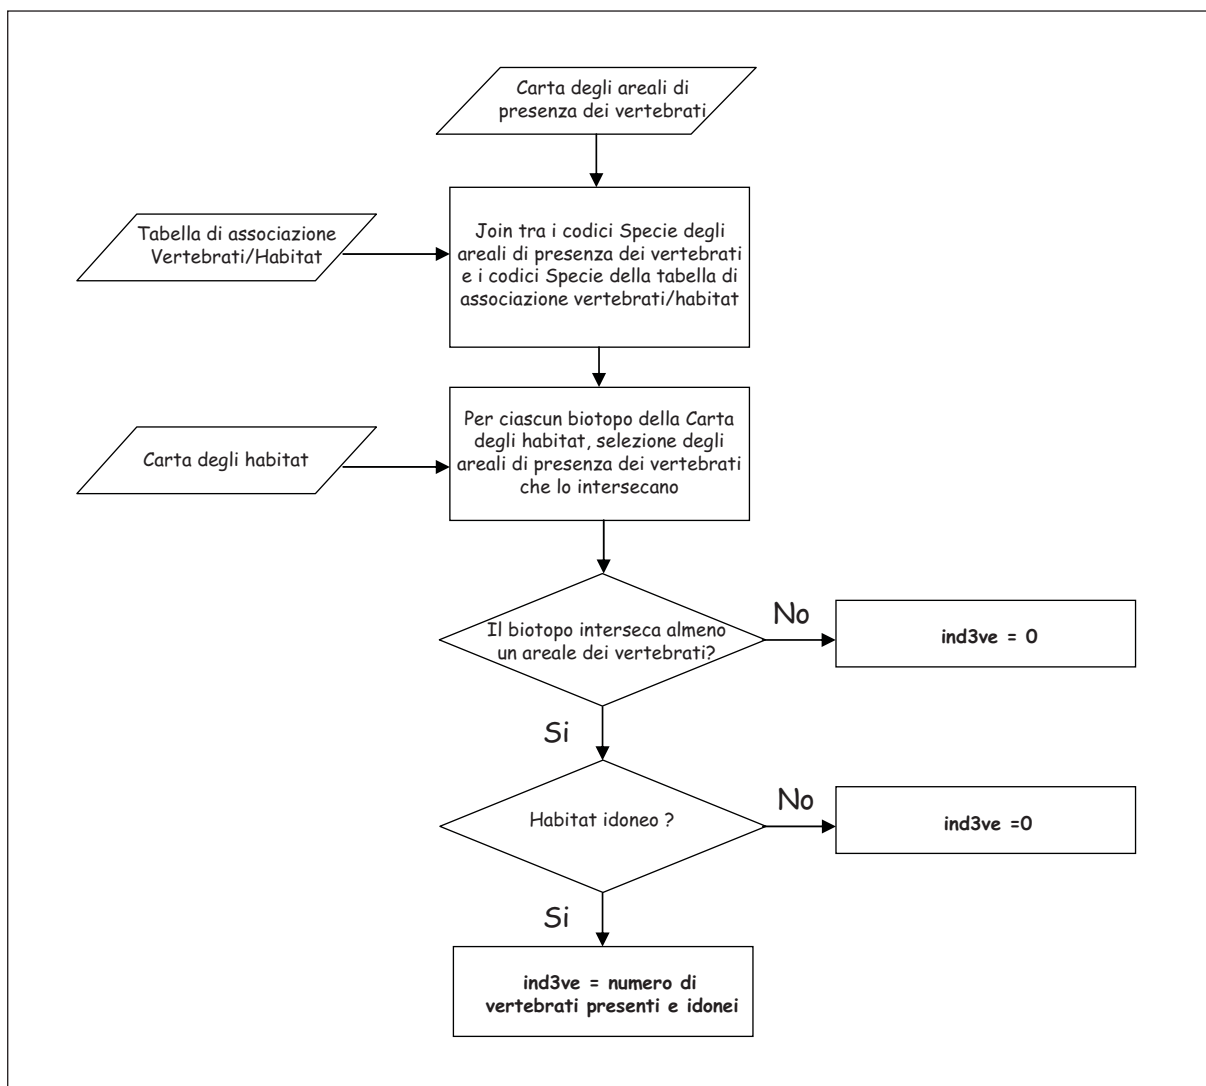 Carta degli areali di
presenza dei vertebrati
Tabella di associazione
Vertebrati/Habitat
Join tra i codici Specie degli
areali di presenza dei vertebrati
e i codici Specie della tabella di
associazione vertebrati/habitat
Carta degli habitat
Per ciascun biotopo della Carta
degli habitat, selezione degli
areali di presenza dei vertebrati
che lo intersecano
Il biotopo interseca almeno
un areale dei vertebrati?
No
ind3ve = 0
Si
Habitat idoneo ?
No
ind3ve =0
Si
ind3ve = numero di
vertebrati presenti e idonei